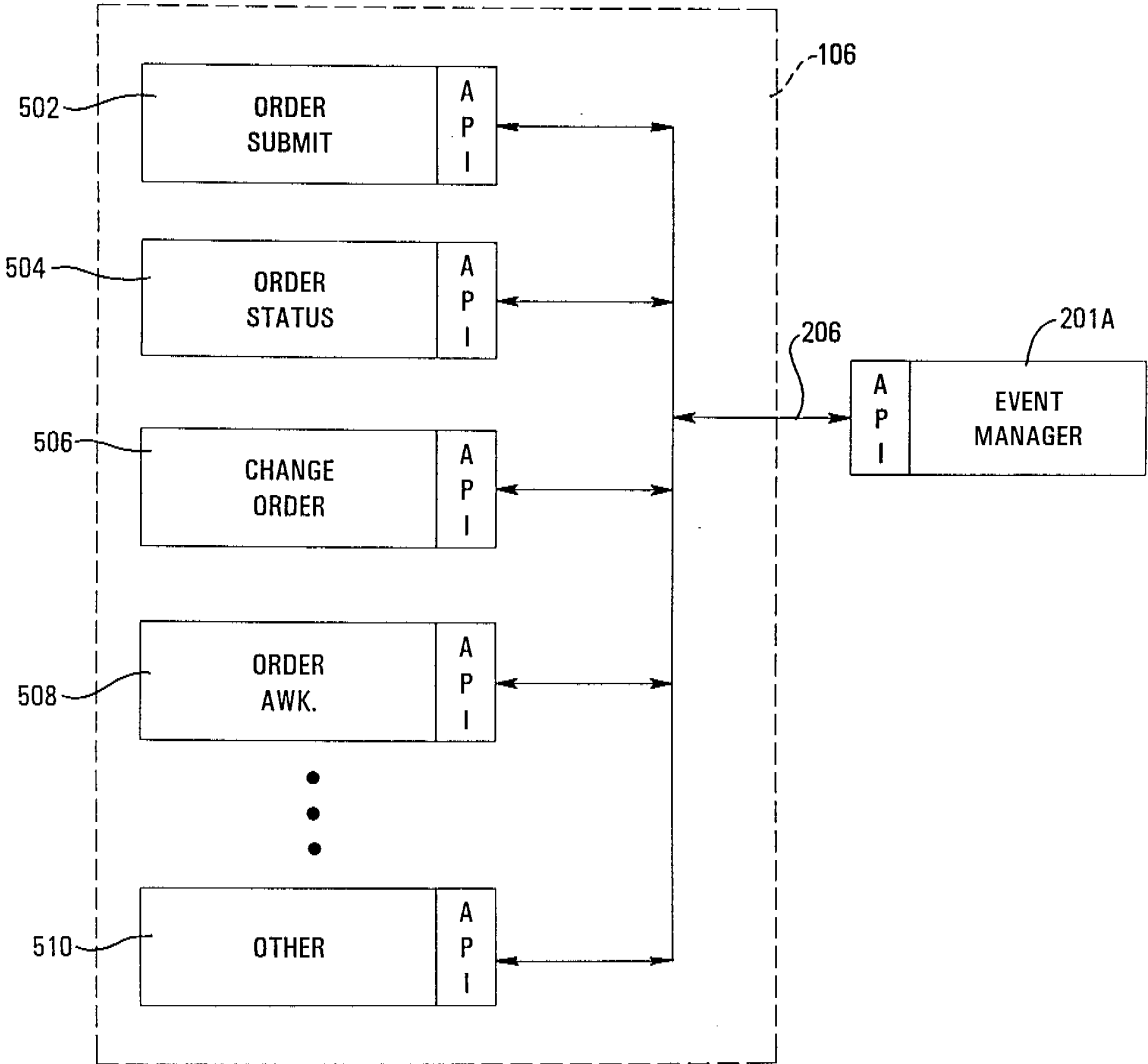 106
502
ORDER
SUBMIT
A
P
I
504
ORDER
STATUS
A
P
I
206
201A
A
P
I
EVENT
MANAGER
506
CHANGE
ORDER
A
P
I
508
ORDER
AWK.
A
P
I
510
OTHER
A
P
I